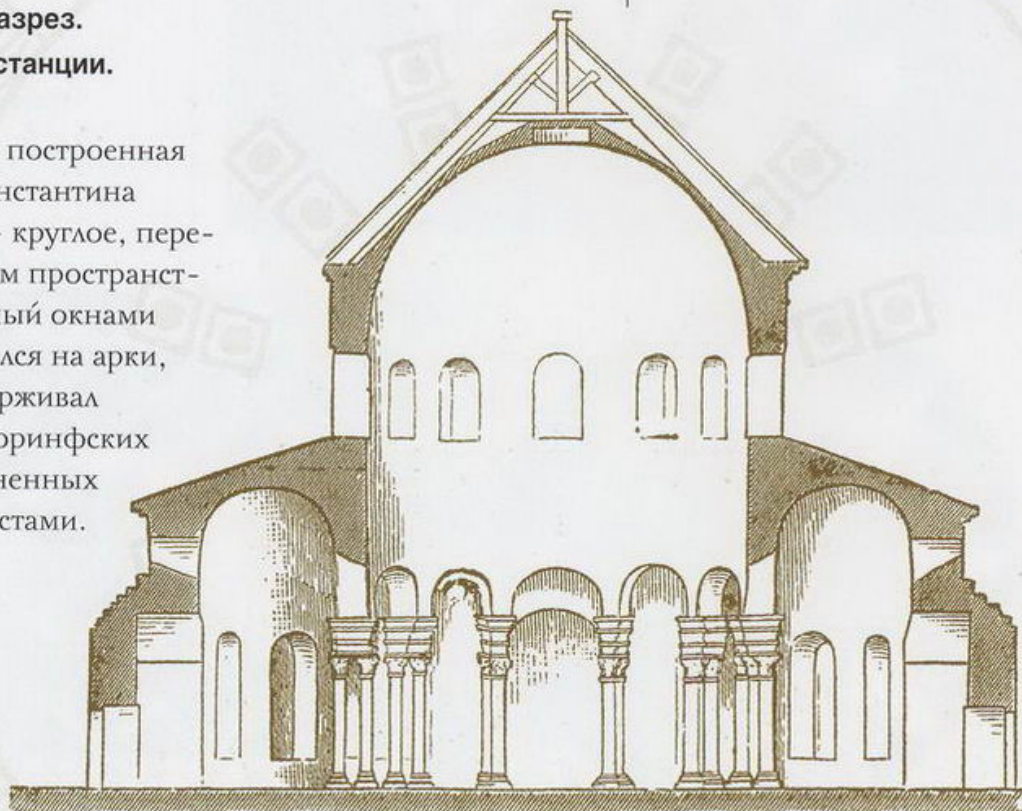 азрез.
станции.
построенная
нстантина
круглое, пере-
м пространст-
ный окнами
лся на арки,
рживал
оринфских
ненных
стами.